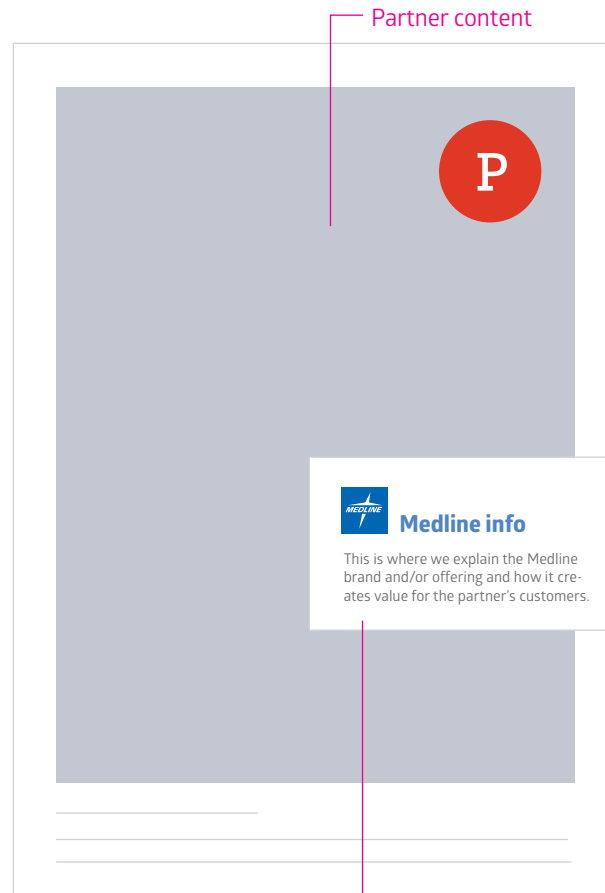 Partner content
P
MEDLINE
Medline info
This is where we explain the Medline
brand and/or offering and how it cre-
ates value for the partner's customers.